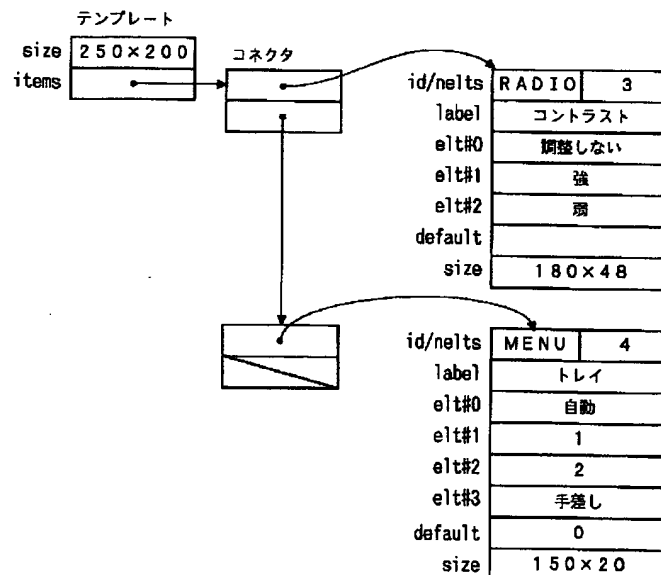 テンプレート
size 250×200
items
コネクタ
id/nelts RADIO 3
label コントラスト
elt#0 調整しない
elt#1 強
elt#2 弱
default
size 180×48
id/nelts MENU 4
label トレイ
elt#0 自動
elt#1 1
elt#2 2
elt#3 手差し
default 0
size 150×20